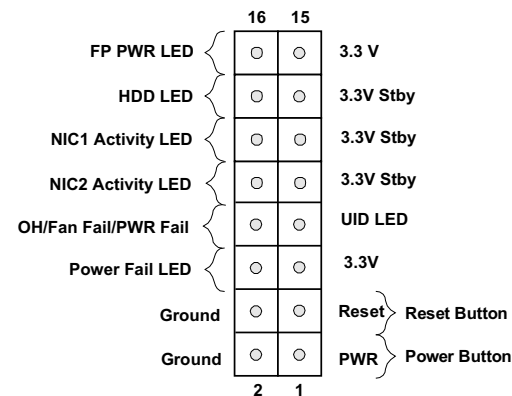 16 15
FP PWR LED 3.3 V
HDD LED 3.3V Stby
NIC1 Activity LED 3.3V Stby
NIC2 Activity LED 3.3V Stby
OH/Fan Fail/PWR Fail UID LED
Power Fail LED 3.3V
Ground Reset Reset Button
Ground PWR Power Button
2 1